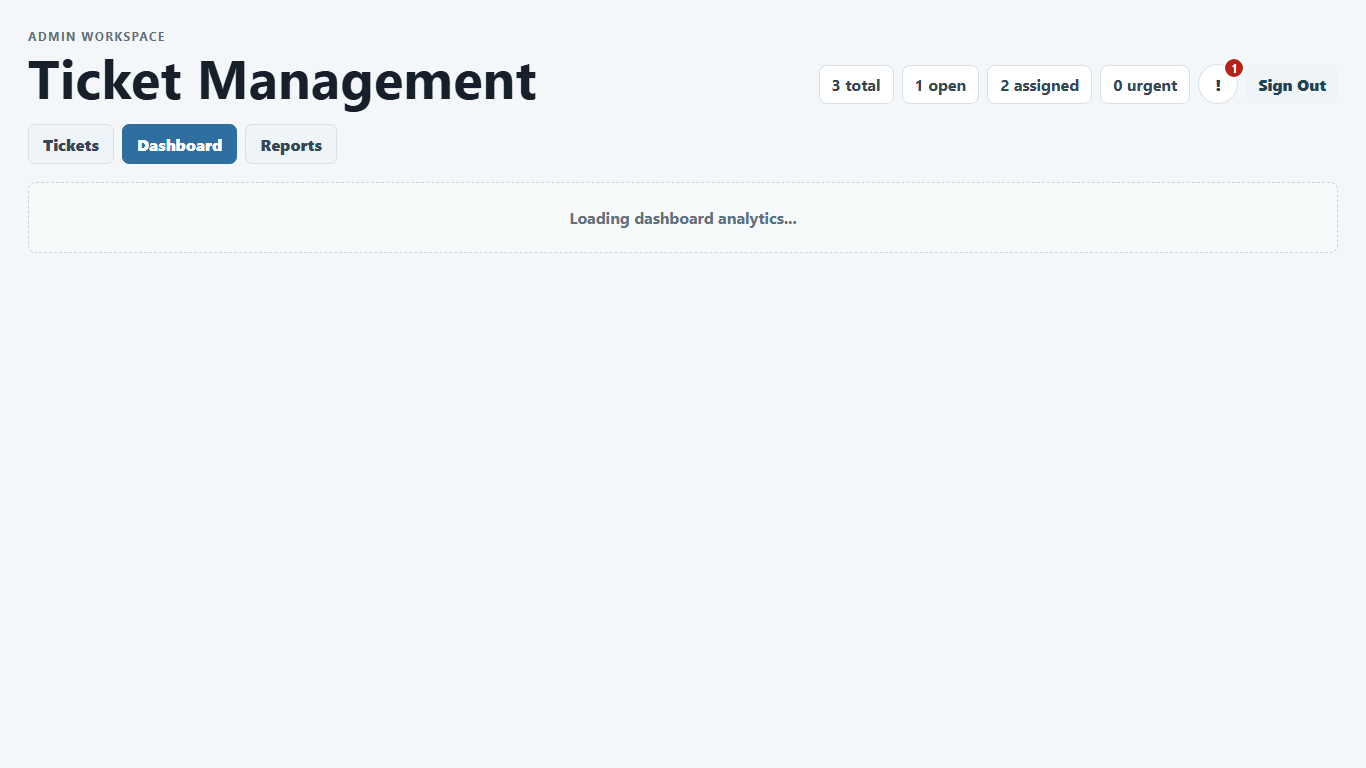 ADMIN WORKSPACE
Ticket Management
3 total
1 open
2 assigned
0 urgent
!
1
Sign Out
Tickets
Dashboard
Reports
Loading dashboard analytics...